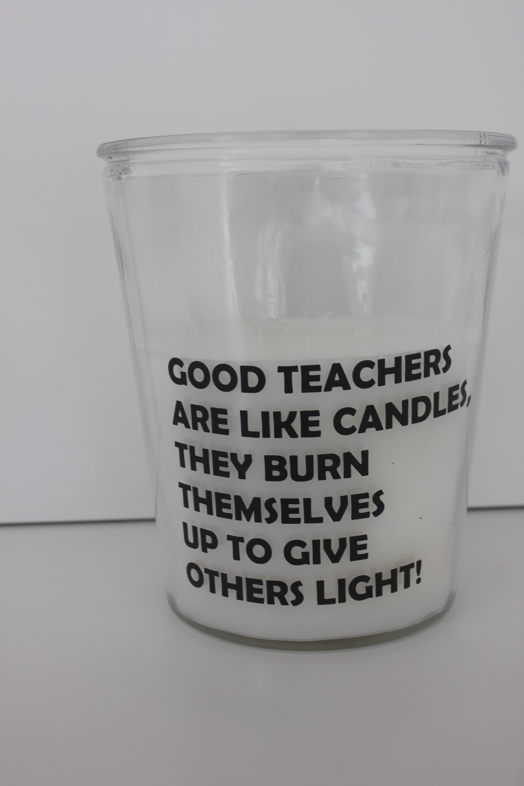 GOOD TEACHERS
ARE LIKE CANDLES,
THEY BURN
THEMSELVES
UP TO GIVE
OTHERS LIGHT!